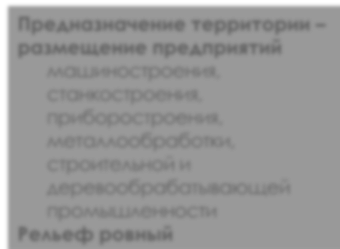 Предназначение территории –
размещение предприятий
машиностроения,
станкостроения,
приборостроения,
металлообработки,
строительной и
деревообрабатывающей
промышленности
Рельеф ровный